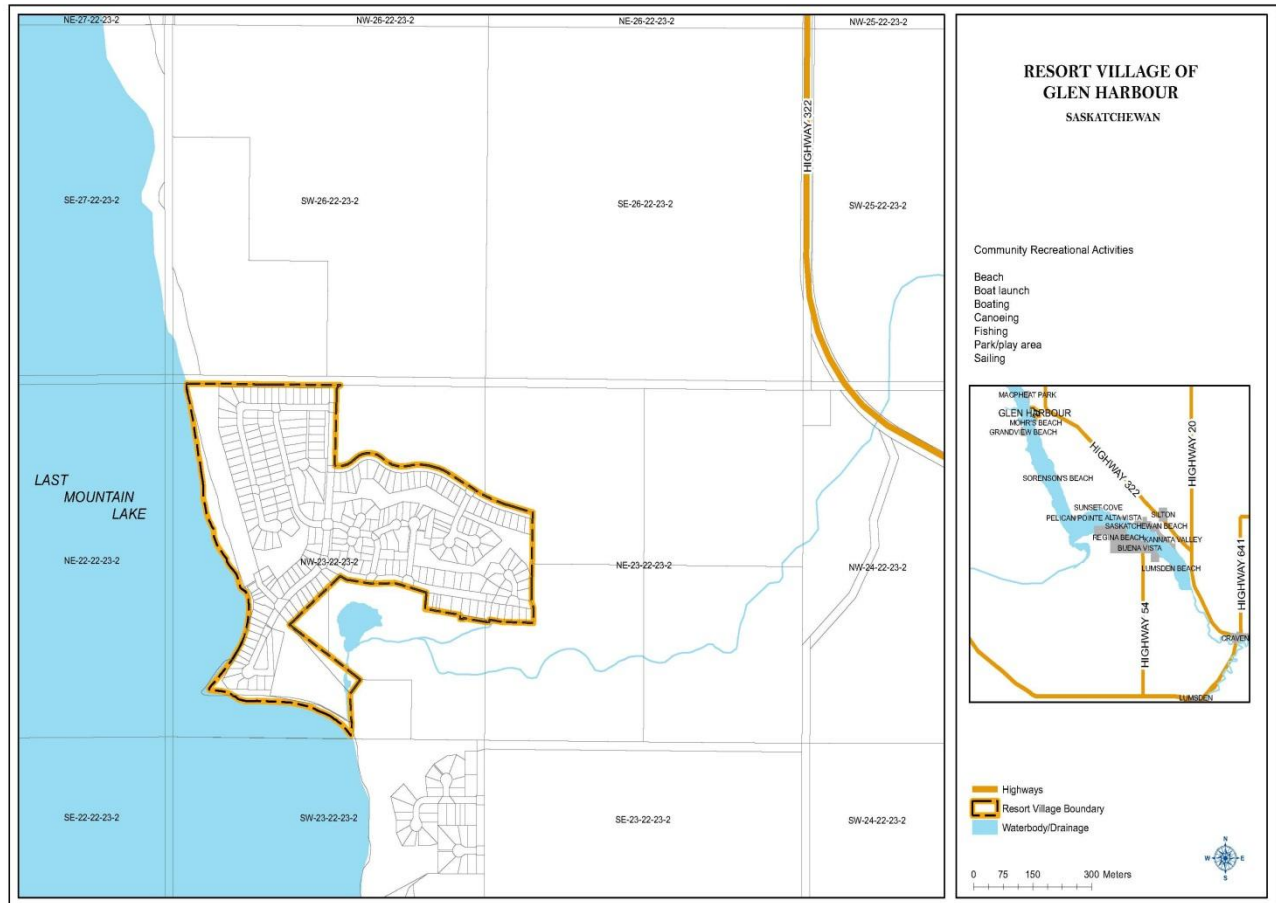 NE-27-22-23-2
NW-26-22-23-2
NE-26-22-23-2
NW-25-22-23-2
HIGHWAY 322
SE-27-22-23-2
SW-26-22-23-2
SE-26-22-23-2
SW-25-22-23-2
LAST
MOUNTAIN
LAKE
NE-22-22-23-2
NW-23-22-23-2
NE-23-22-23-2
NW-24-22-23-2
SE-22-22-23-2
SW-23-22-23-2
SE-23-22-23-2
SW-24-22-23-2
RESORT VILLAGE OF
GLEN HARBOUR
SASKATCHEWAN
Community Recreational Activities
Beach
Boat launch
Boating
Canoeing
Fishing
Park/play area
Sailing
MACPHEAT PARK
GLEN HARBOUR
MOHR'S BEACH
GRANDVIEW BEACH
HIGHWAY 20
HIGHWAY 322
SORENSON'S BEACH
SUNSET COVE
SILTON
PELICAN POINTE ALTA VISTA
SASKATCHEWAN BEACH
REGINA BEACH
KANNATA VALLEY
BUENA VISTA
LUMSDEN BEACH
HIGHWAY 641
HIGHWAY 54
CRAVEN
LUMSDEN
Highways
Resort Village Boundary
Waterbody/Drainage
N
W E
S
0 75 150 300 Meters